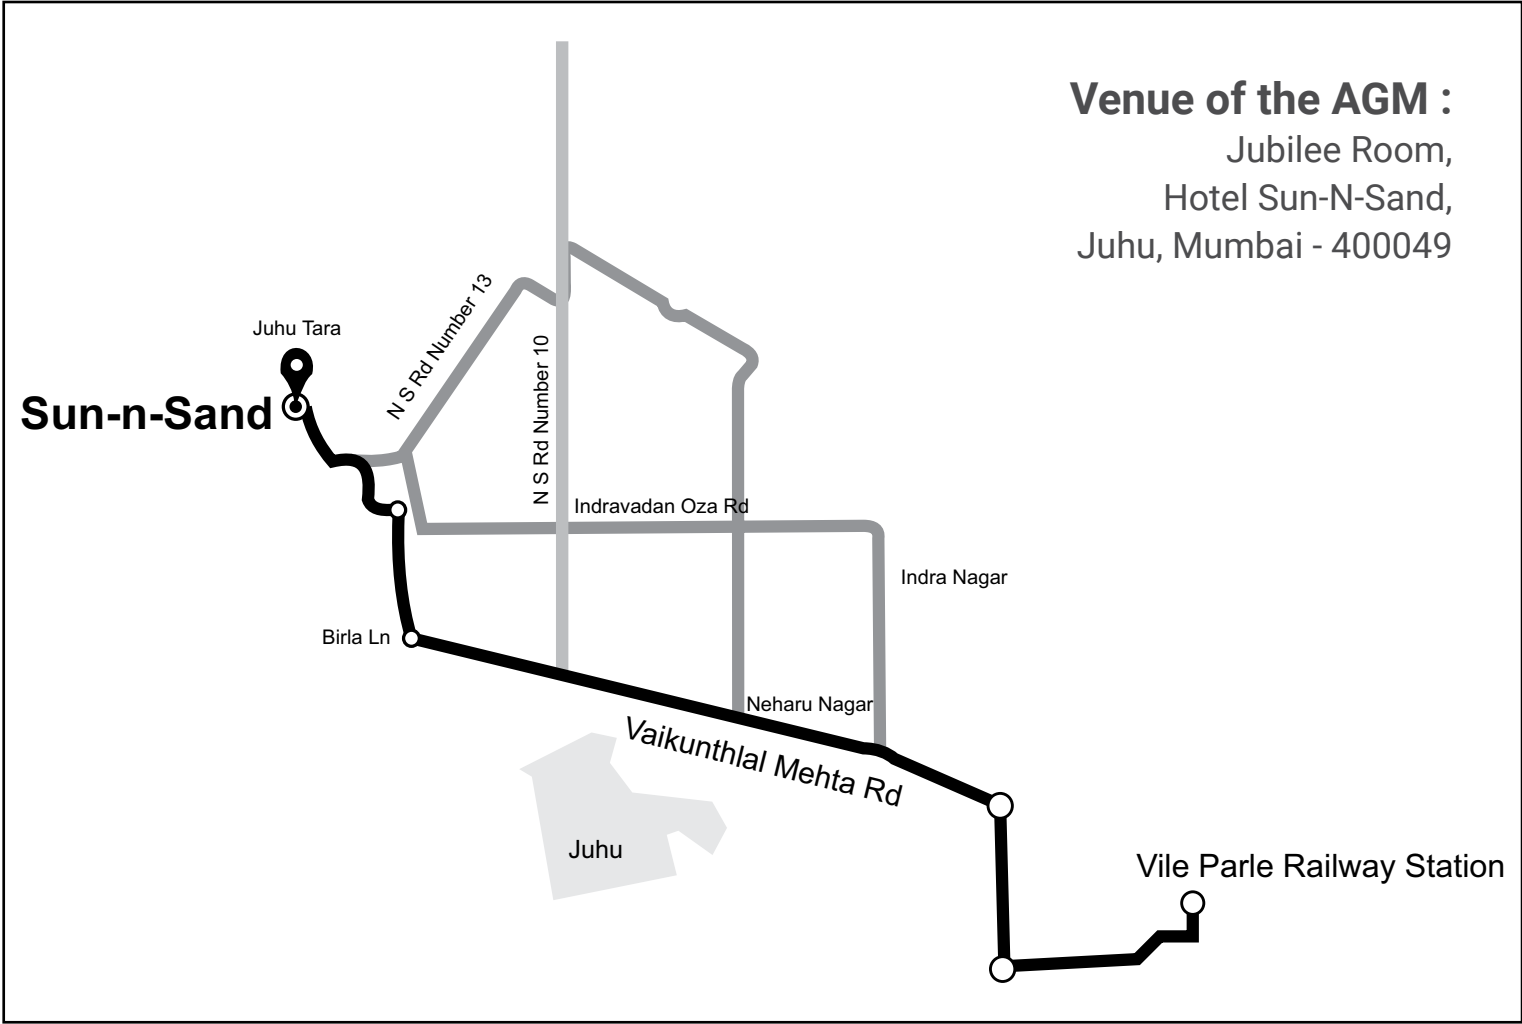 Venue of the AGM :
Jubilee Room,
Hotel Sun-N-Sand,
Juhu, Mumbai - 400049
N S Rd Number 13
Juhu Tara
N S Rd Number 10
Sun-n-Sand
Indravadan Oza Rd
Indra Nagar
Birla Ln
Neharu Nagar
Vaikunthlal Mehta Rd
Juhu
Vile Parle Railway Station